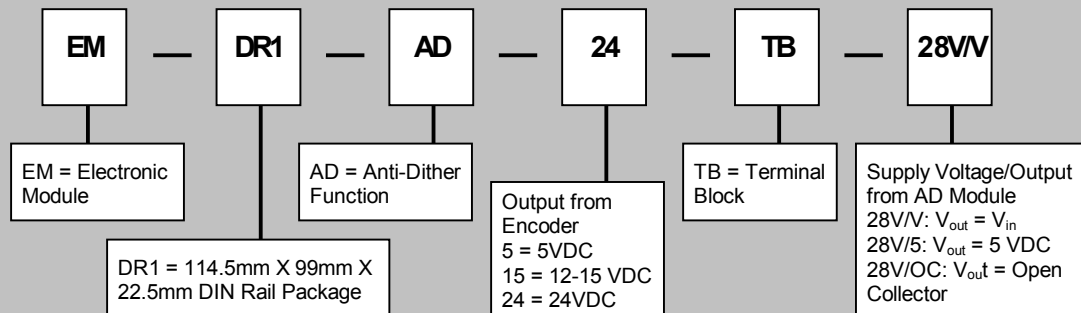 EM — DR1 — AD — 24 — TB — 28V/V
EM = Electronic
Module
DR1 = 114.5mm X 99mm X
22.5mm DIN Rail Package
AD = Anti-Dither
Function
Output from
Encoder
5 = 5VDC
15 = 12-15 VDC
24 = 24VDC
TB = Terminal
Block
Supply Voltage/Output
from AD Module
28V/V: Vout = Vin
28V/5: Vout = 5 VDC
28V/OC: Vout = Open
Collector